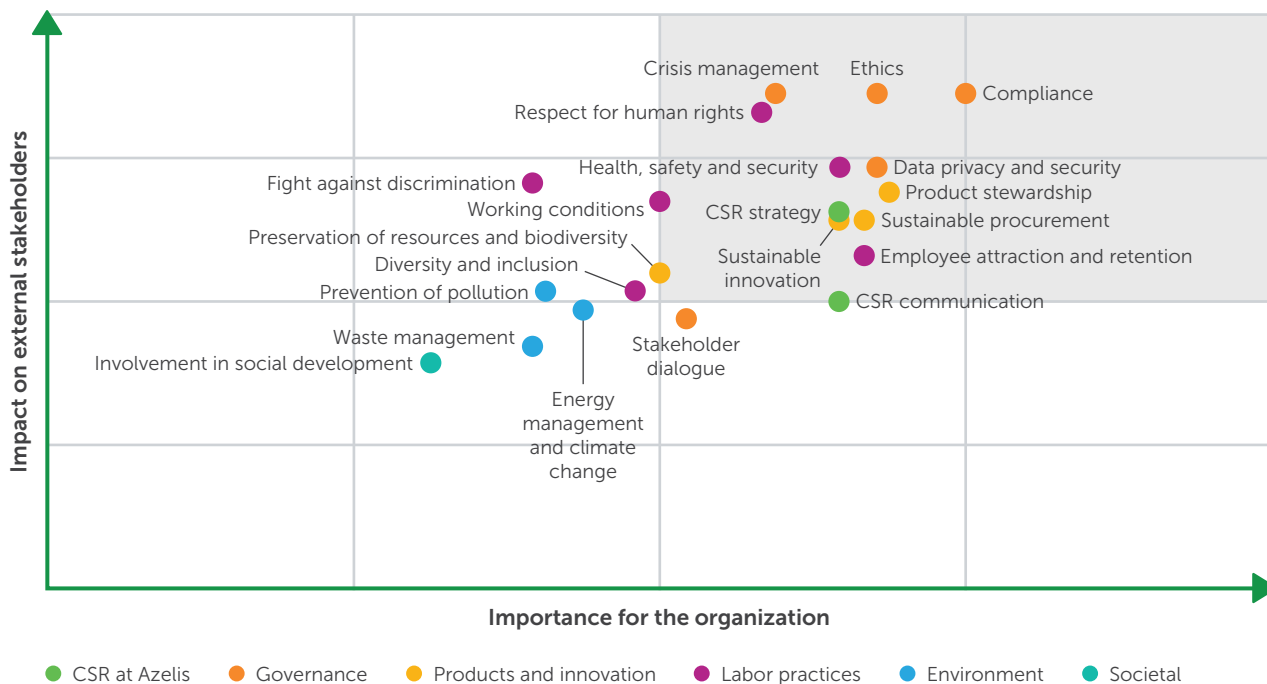 Crisis management
Ethics
Compliance
Respect for human rights
Health, safety and security
Data privacy and security
Fight against discrimination
Product stewardship
Working conditions
CSR strategy
Sustainable procurement
Preservation of resources and biodiversity
Sustainable
innovation
Employee attraction and retention
Diversity and inclusion
Prevention of pollution
CSR communication
Waste management
Stakeholder
dialogue
Involvement in social development
Energy
management
and climate
change
Impact on external stakeholders
Importance for the organization
CSR at Azelis
Governance
Products and innovation
Labor practices
Environment
Societal